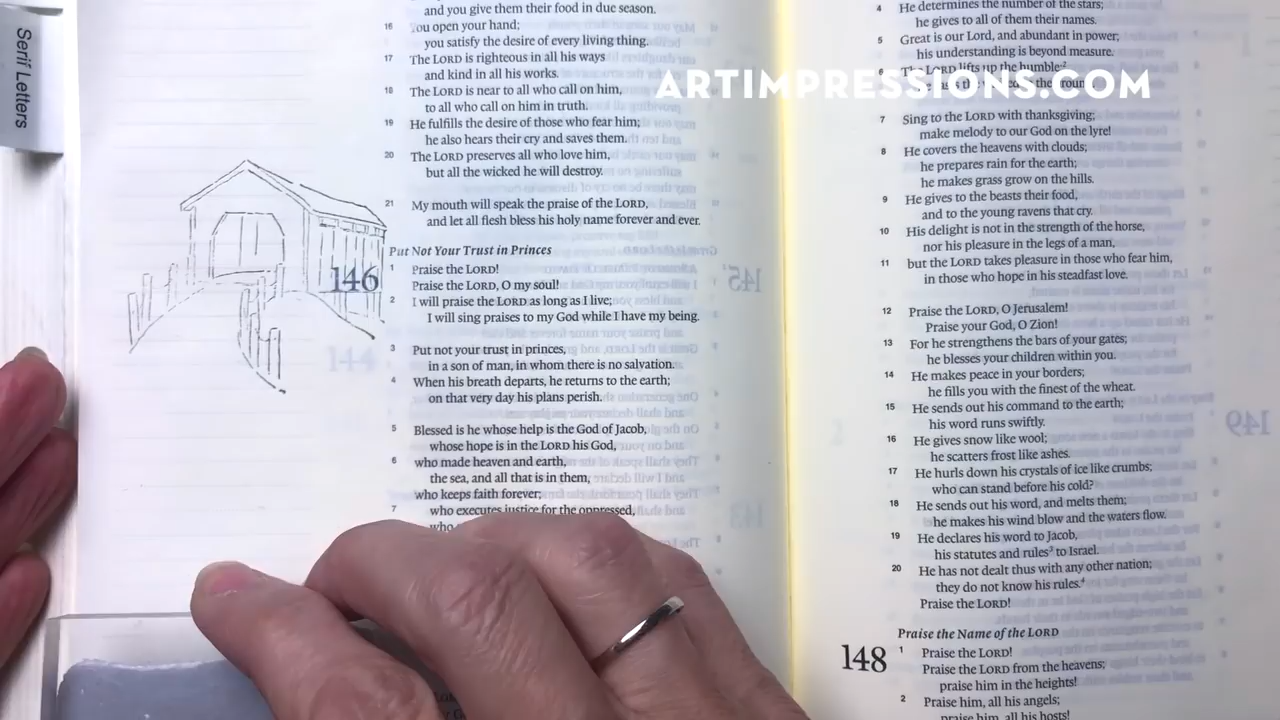 Serif Letters
and you give them their food in due season.
16 You open your hand;
you satisfy the desire of every living thing.
17 The LORD is righteous in all his ways
and kind in all his works.
18 The LORD is near to all who call on him,
to all who call on him in truth.
19 He fulfills the desire of those who fear him;
he also hears their cry and saves them.
20 The LORD preserves all who love him,
but all the wicked he will destroy.
21 My mouth will speak the praise of the LORD,
and let all flesh bless his holy name forever and ever.
Put Not Your Trust in Princes
146 1 Praise the LORD!
Praise the LORD, O my soul!
2 I will praise the LORD as long as I live;
I will sing praises to my God while I have my being.
3 Put not your trust in princes,
in a son of man, in whom there is no salvation.
4 When his breath departs, he returns to the earth;
on that very day his plans perish.
5 Blessed is he whose help is the God of Jacob,
whose hope is in the LORD his God,
6 who made heaven and earth,
the sea, and all that is in them,
who keeps faith forever;
7 who executes justice for the oppressed,
who
4 He determines the number of the stars;
he gives to all of them their names.
5 Great is our Lord, and abundant in power;
his understanding is beyond measure.
6 The LORD lifts up the humble;2
ARTIMPRESSIONS.COM
7 Sing to the LORD with thanksgiving;
make melody to our God on the lyre!
8 He covers the heavens with clouds;
he prepares rain for the earth;
he makes grass grow on the hills.
9 He gives to the beasts their food,
and to the young ravens that cry.
10 His delight is not in the strength of the horse,
nor his pleasure in the legs of a man,
11 but the LORD takes pleasure in those who fear him,
in those who hope in his steadfast love.
12 Praise the LORD, O Jerusalem!
Praise your God, O Zion!
13 For he strengthens the bars of your gates;
he blesses your children within you.
14 He makes peace in your borders;
he fills you with the finest of the wheat.
15 He sends out his command to the earth;
his word runs swiftly.
16 He gives snow like wool;
he scatters frost like ashes.
17 He hurls down his crystals of ice like crumbs;
who can stand before his cold?
18 He sends out his word, and melts them;
he makes his wind blow and the waters flow.
19 He declares his word to Jacob,
his statutes and rules3 to Israel.
20 He has not dealt thus with any other nation;
they do not know his rules.4
Praise the LORD!
Praise the Name of the LORD
148 1 Praise the LORD!
Praise the LORD from the heavens;
praise him in the heights!
2 Praise him, all his angels;
praise him, all his hosts!